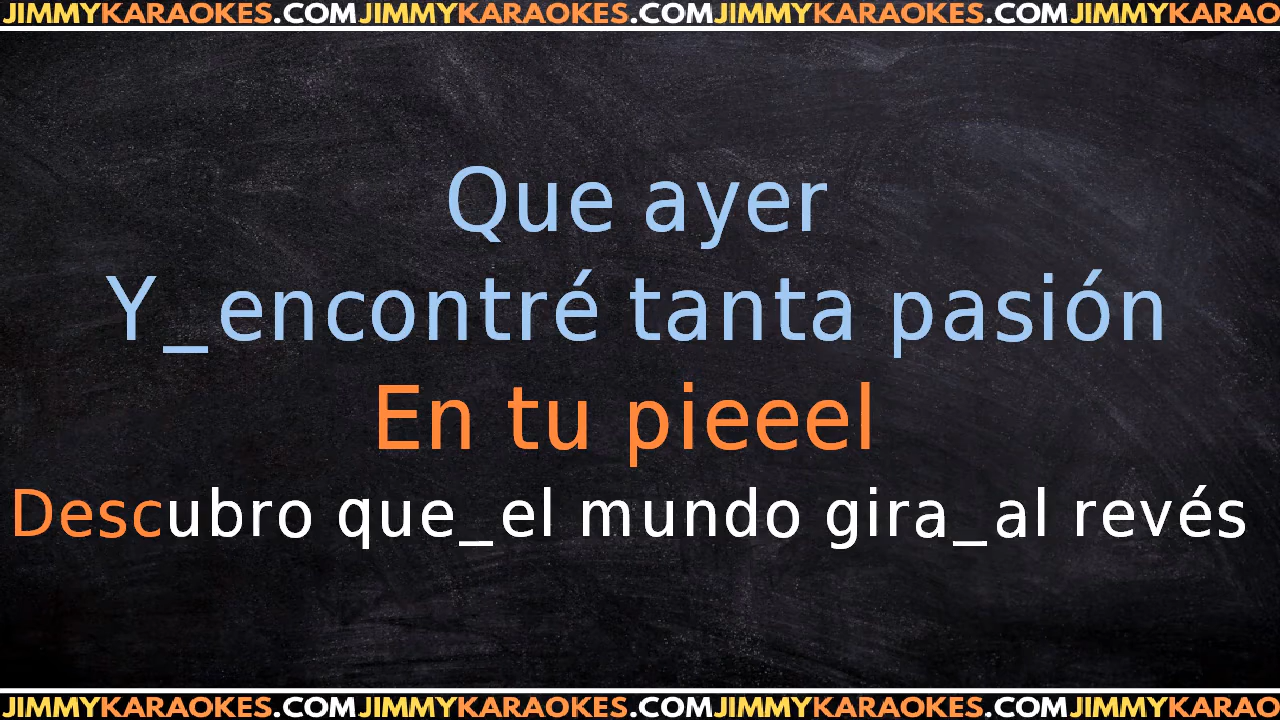 JIMMYKARAOKES.COMJIMMYKARAOKES.COMJIMMYKARAOKES.COMJIMMYKARAO
Que ayer
Y_encontré tanta pasión
En tu pieeel
Descubro que_el mundo gira_al revés
JIMMYKARAOKES.COMJIMMYKARAOKES.COMJIMMYKARAOKES.COMJIMMYKARAO